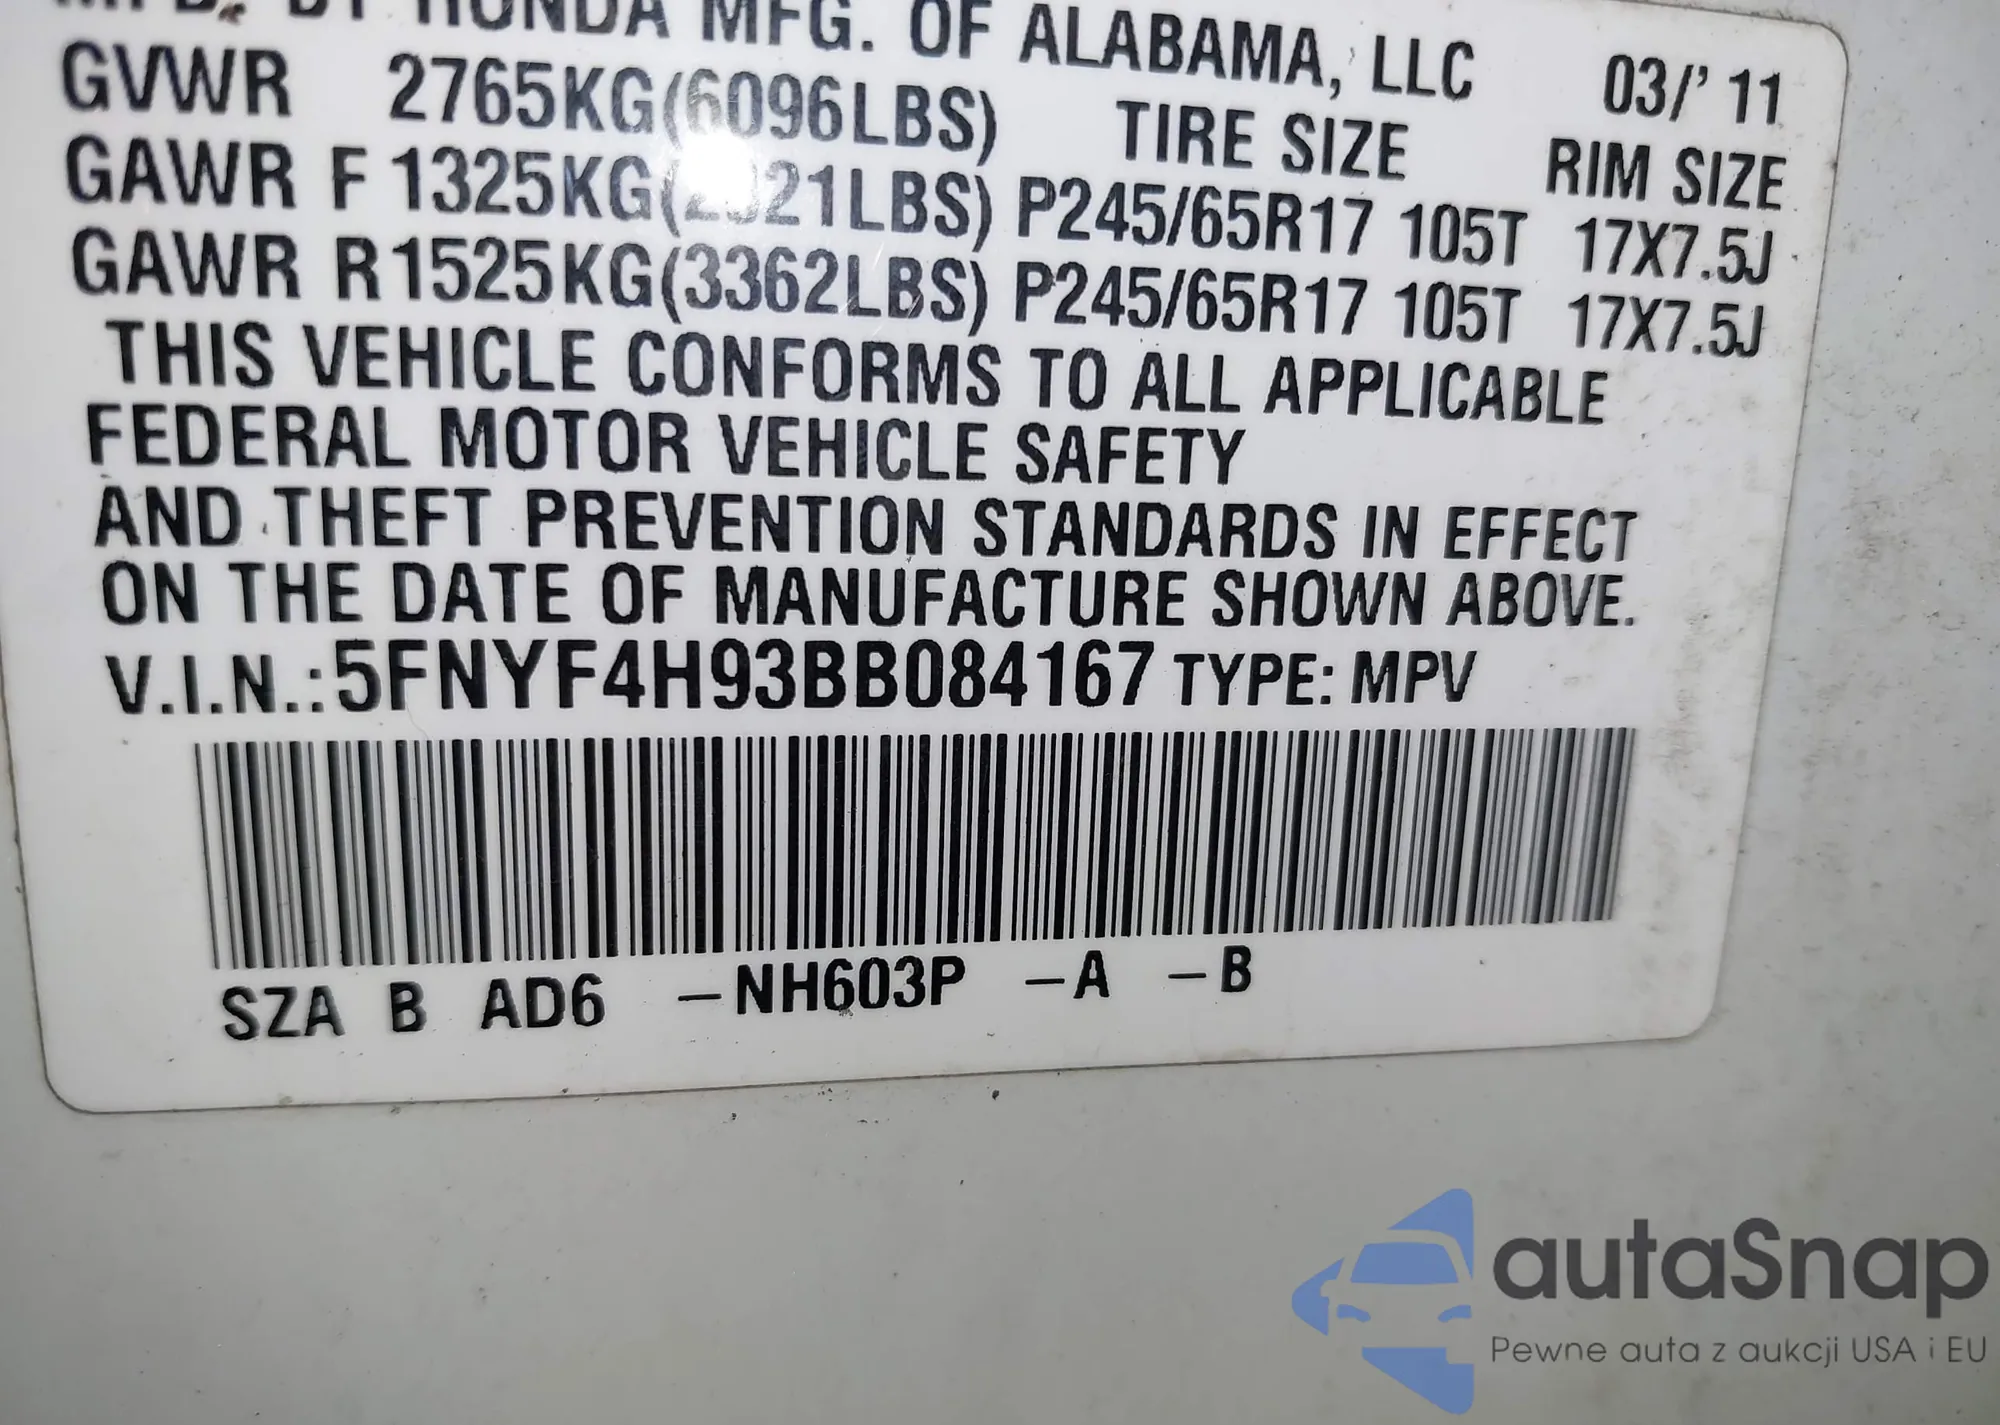 MFD. BY HONDA MFG. OF ALABAMA, LLC 03/'11
GVWR 2765KG(6096LBS) TIRE SIZE RIM SIZE
GAWR F 1325KG( 21LBS) P245/65R17 105T 17X7.5J
GAWR R1525KG(3362LBS) P245/65R17 105T 17X7.5J
THIS VEHICLE CONFORMS TO ALL APPLICABLE
FEDERAL MOTOR VEHICLE SAFETY
AND THEFT PREVENTION STANDARDS IN EFFECT
ON THE DATE OF MANUFACTURE SHOWN ABOVE.
V.I.N.:5FNYF4H93BB084167 TYPE: MPV
SZA B AD6 –NH603P –A –B
autaSnap
Pewne auta z aukcji USA i EU